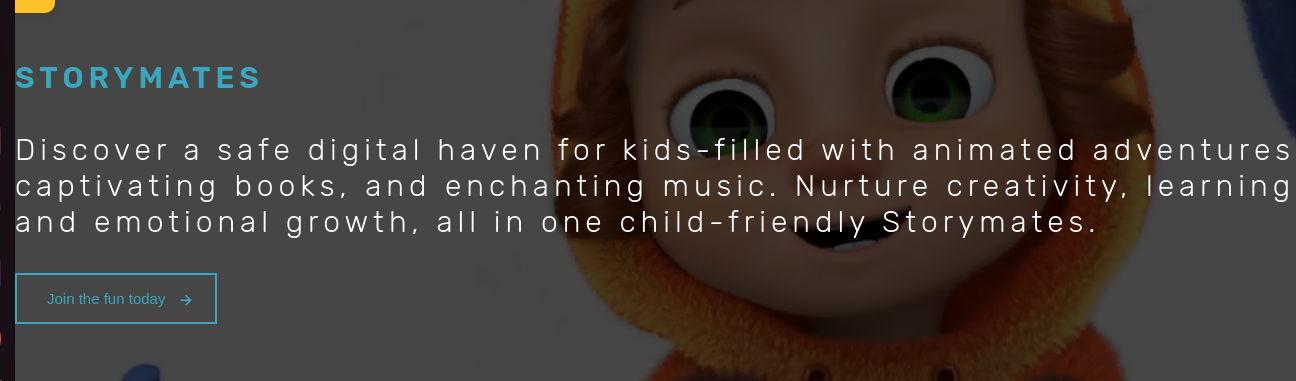 STORYMATES
Discover a safe digital haven for kids-filled with animated adventures
captivating books, and enchanting music. Nurture creativity, learning
and emotional growth, all in one child-friendly Storymates.
Join the fun today